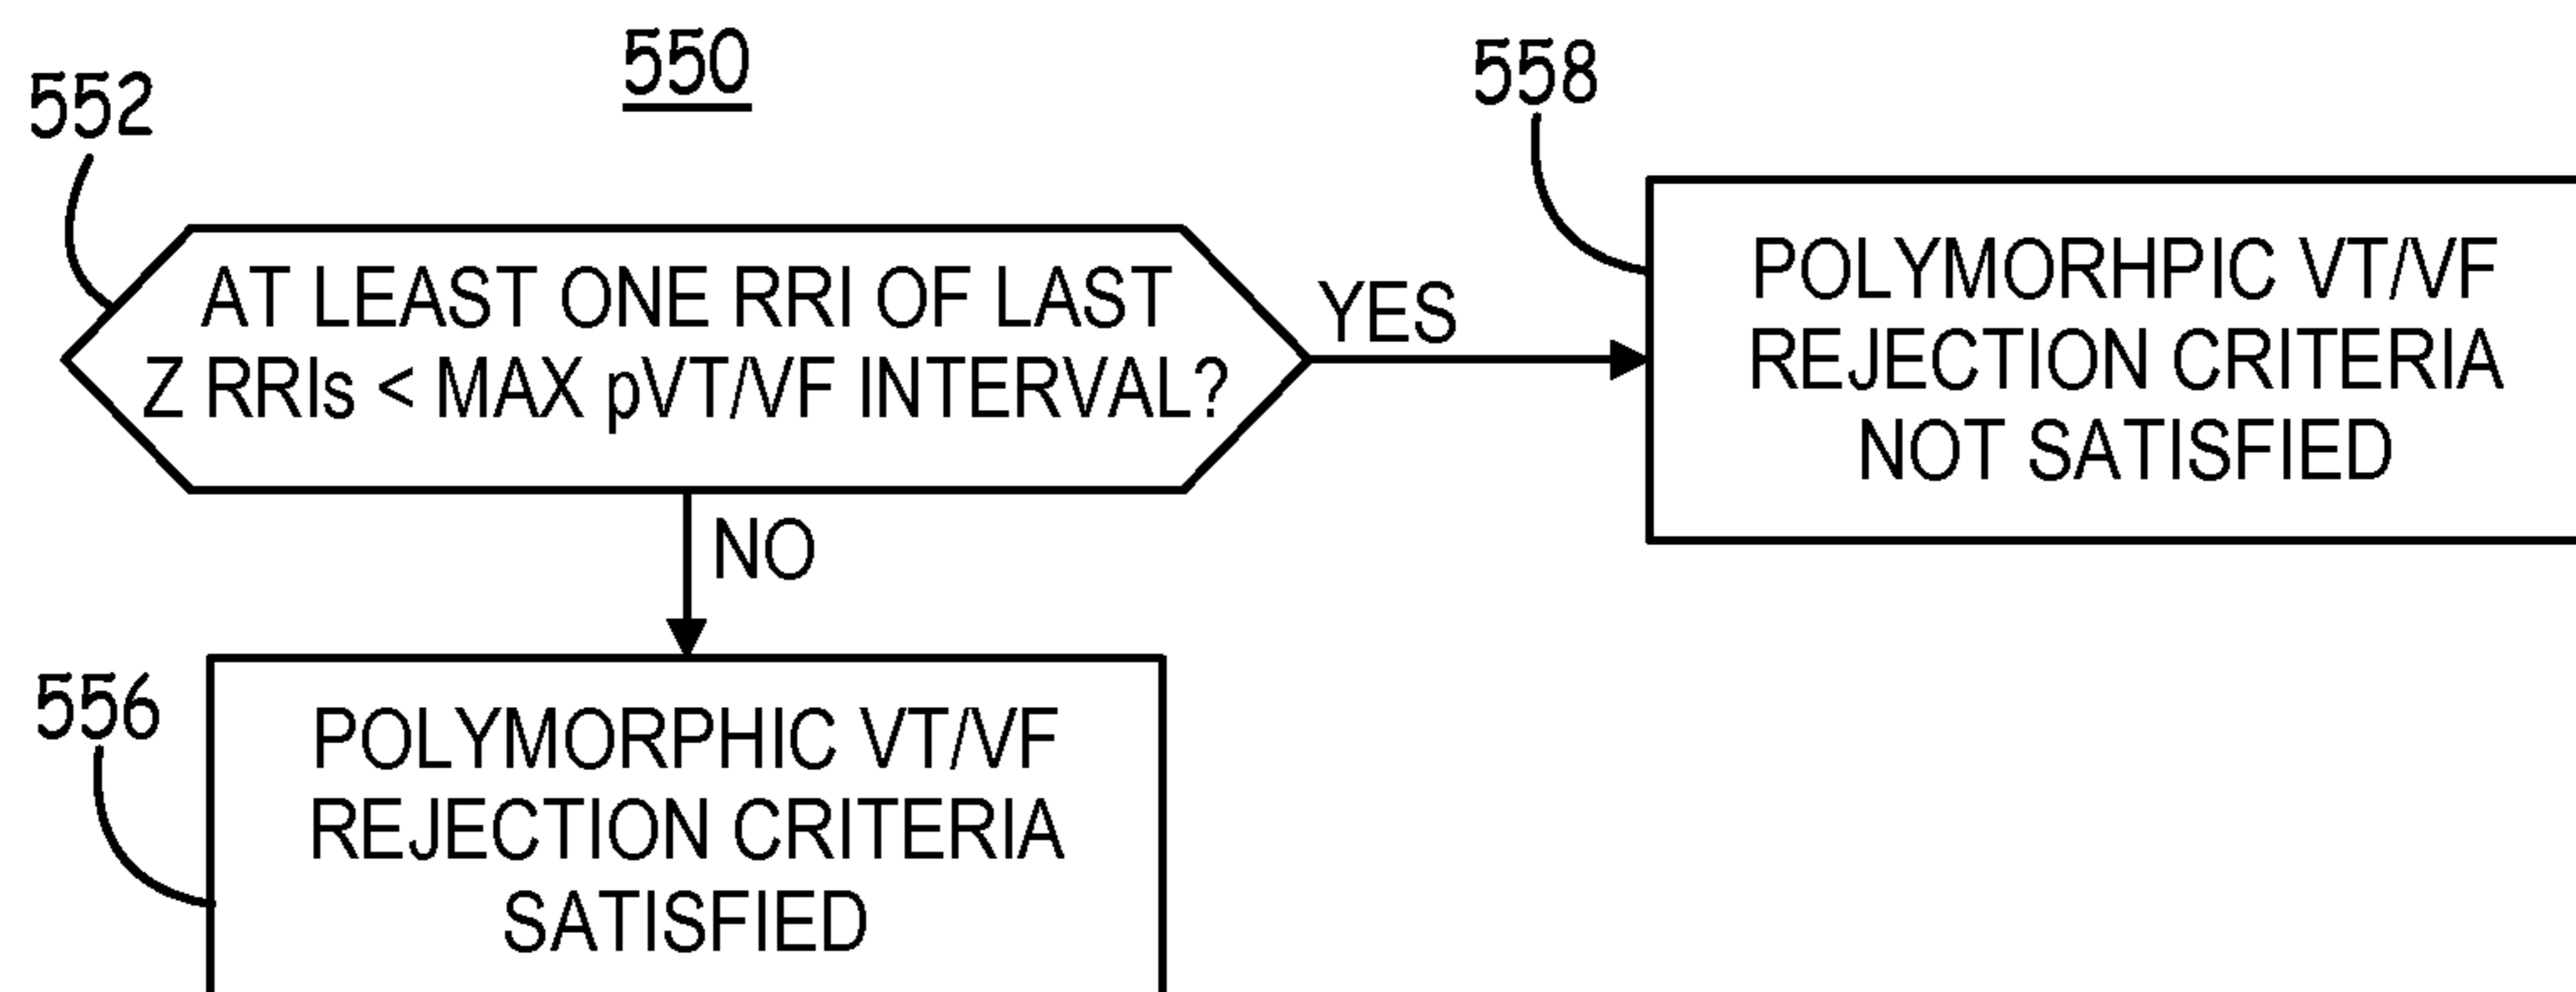 550
552
AT LEAST ONE RRI OF LAST
Z RRIs < MAX pVT/VF INTERVAL?
YES
558
POLYMORHPIC VT/VF
REJECTION CRITERIA
NOT SATISFIED
NO
556
POLYMORPHIC VT/VF
REJECTION CRITERIA
SATISFIED